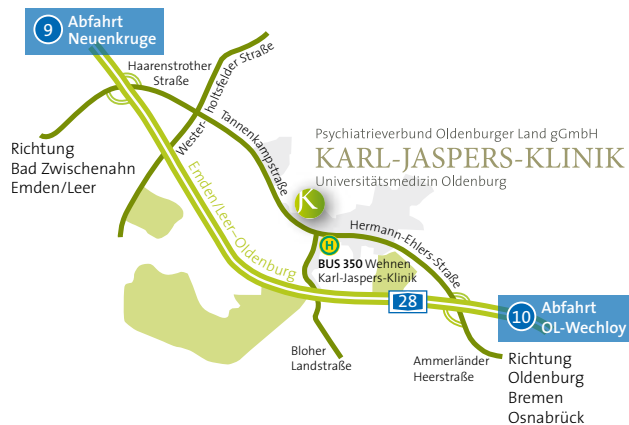 9
Abfahrt
Neuenkruge
Haarenstrother
Straße
Wester-
holtsfelder Straße
Tannenkampstraße
Richtung
Bad Zwischenahn
Emden/Leer
Emden/Leer–Oldenburg
Psychiatrieverbund Oldenburger Land gGmbH
KARL-JASPERS-KLINIK
Universitätsmedizin Oldenburg
K
Hermann-Ehlers-Straße
H
BUS 350 Wehnen
Karl-Jaspers-Klinik
28
10
Abfahrt
OL-Wechloy
Bloher
Landstraße
Ammerländer
Heerstraße
Richtung
Oldenburg
Bremen
Osnabrück